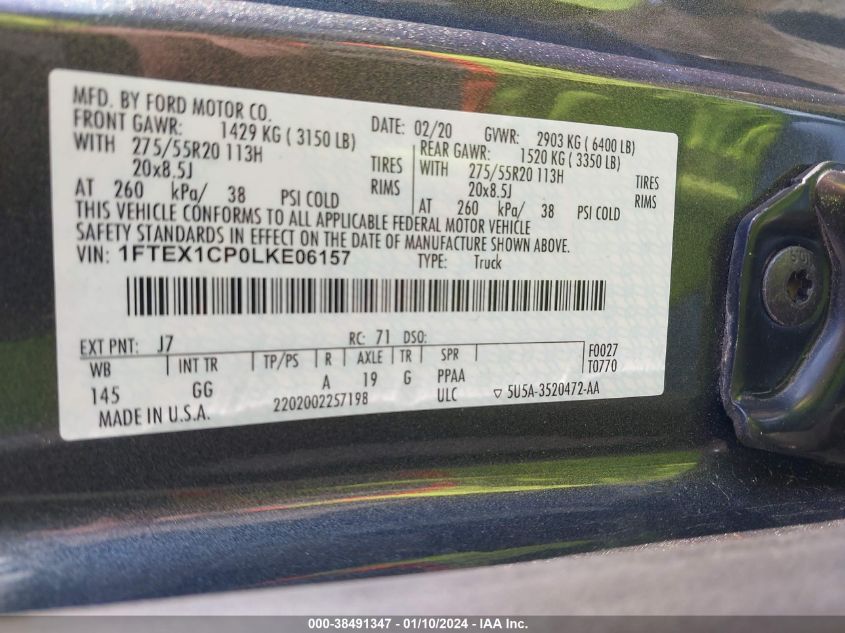 MFD. BY FORD MOTOR CO.
DATE: 02/20 GVWR: 2903 KG ( 6400 LB)
FRONT GAWR: 1429 KG ( 3150 LB) REAR GAWR: 1520 KG ( 3350 LB)
WITH 275/55R20 113H TIRES WITH 275/55R20 113H TIRES
20x8.5J RIMS 20x8.5J RIMS
AT 260 kPa/ 38 PSI COLD AT 260 kPa/ 38 PSI COLD
THIS VEHICLE CONFORMS TO ALL APPLICABLE FEDERAL MOTOR VEHICLE
SAFETY STANDARDS IN EFFECT ON THE DATE OF MANUFACTURE SHOWN ABOVE.
VIN: 1FTEX1CP0LKE06157 TYPE: Truck
EXT PNT: J7 RC: 71 DSO:
WB INT TR TP/PS R AXLE TR SPR F0027
145 GG A 19 G PPAA T0770
MADE IN U.S.A. 2202002257198 ULC ▽ 5U5A-3520472-AA
000-38491347 — 01/10/2024 — IAA Inc.